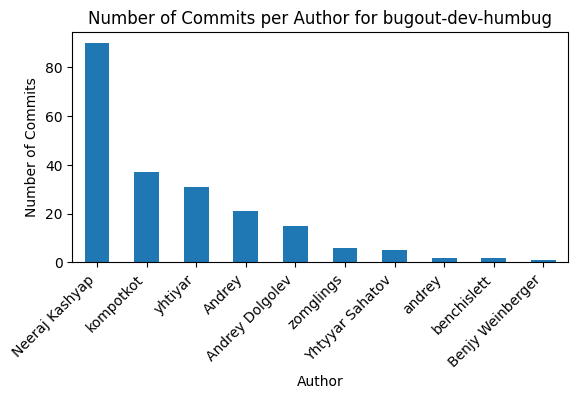 Number of Commits per Author for bugout-dev-humbug
Number of Commits
80
60
40
20
0
Neeraj Kashyap
kompotkot
yhtiyar
Andrey
Andrey Dolgolev
zomglings
Yhtyyar Sahatov
andrey
benchislett
Benjy Weinberger
Author